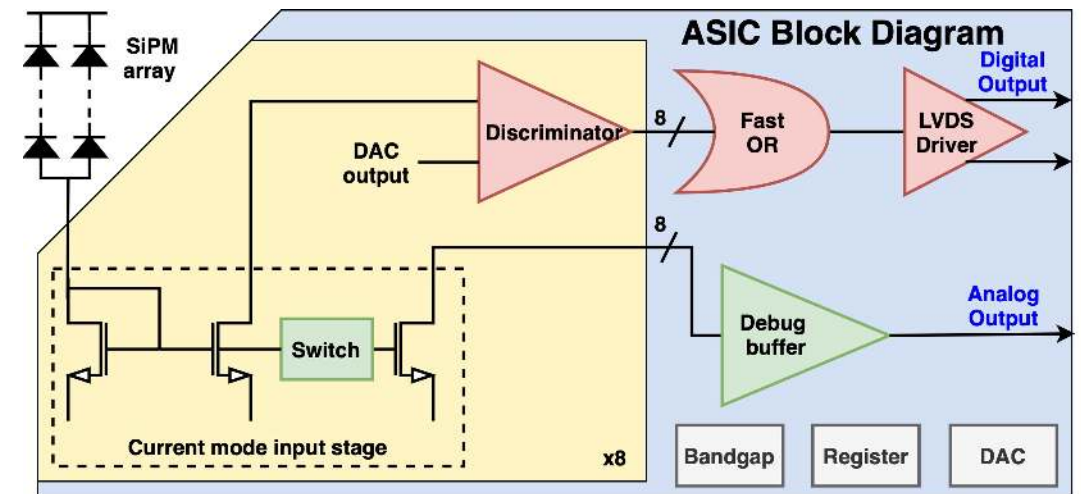 ASIC Block Diagram
SiPM
array
Digital
Output
8
Discriminator
Fast
OR
LVDS
Driver
DAC
output
8
Analog
Output
Switch
Debug
buffer
Current mode input stage
x8
Bandgap
Register
DAC